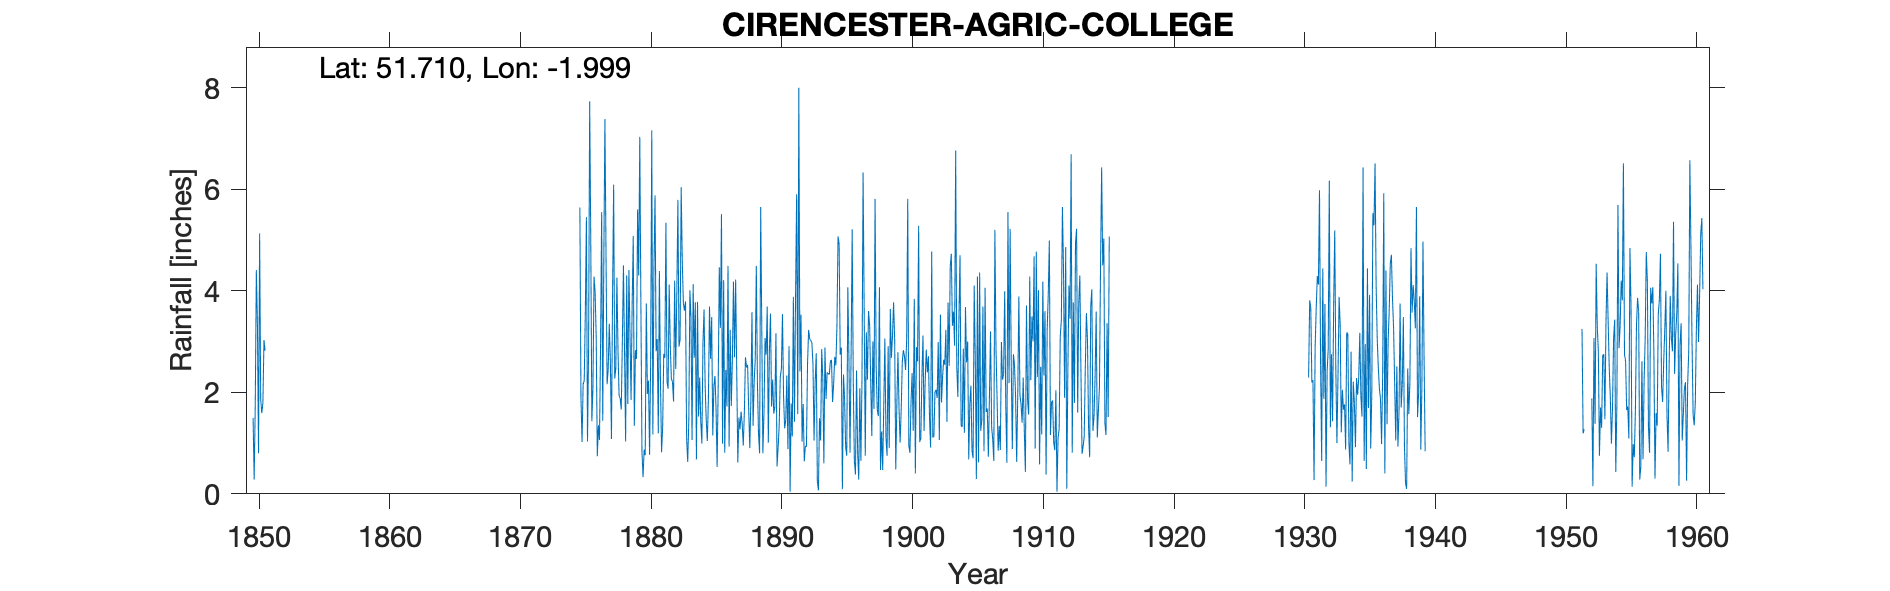 CIRENCESTER-AGRIC-COLLEGE
Lat: 51.710, Lon: -1.999
Rainfall [inches]
8
6
4
2
0
1850 1860 1870 1880 1890 1900 1910 1920 1930 1940 1950 1960
Year